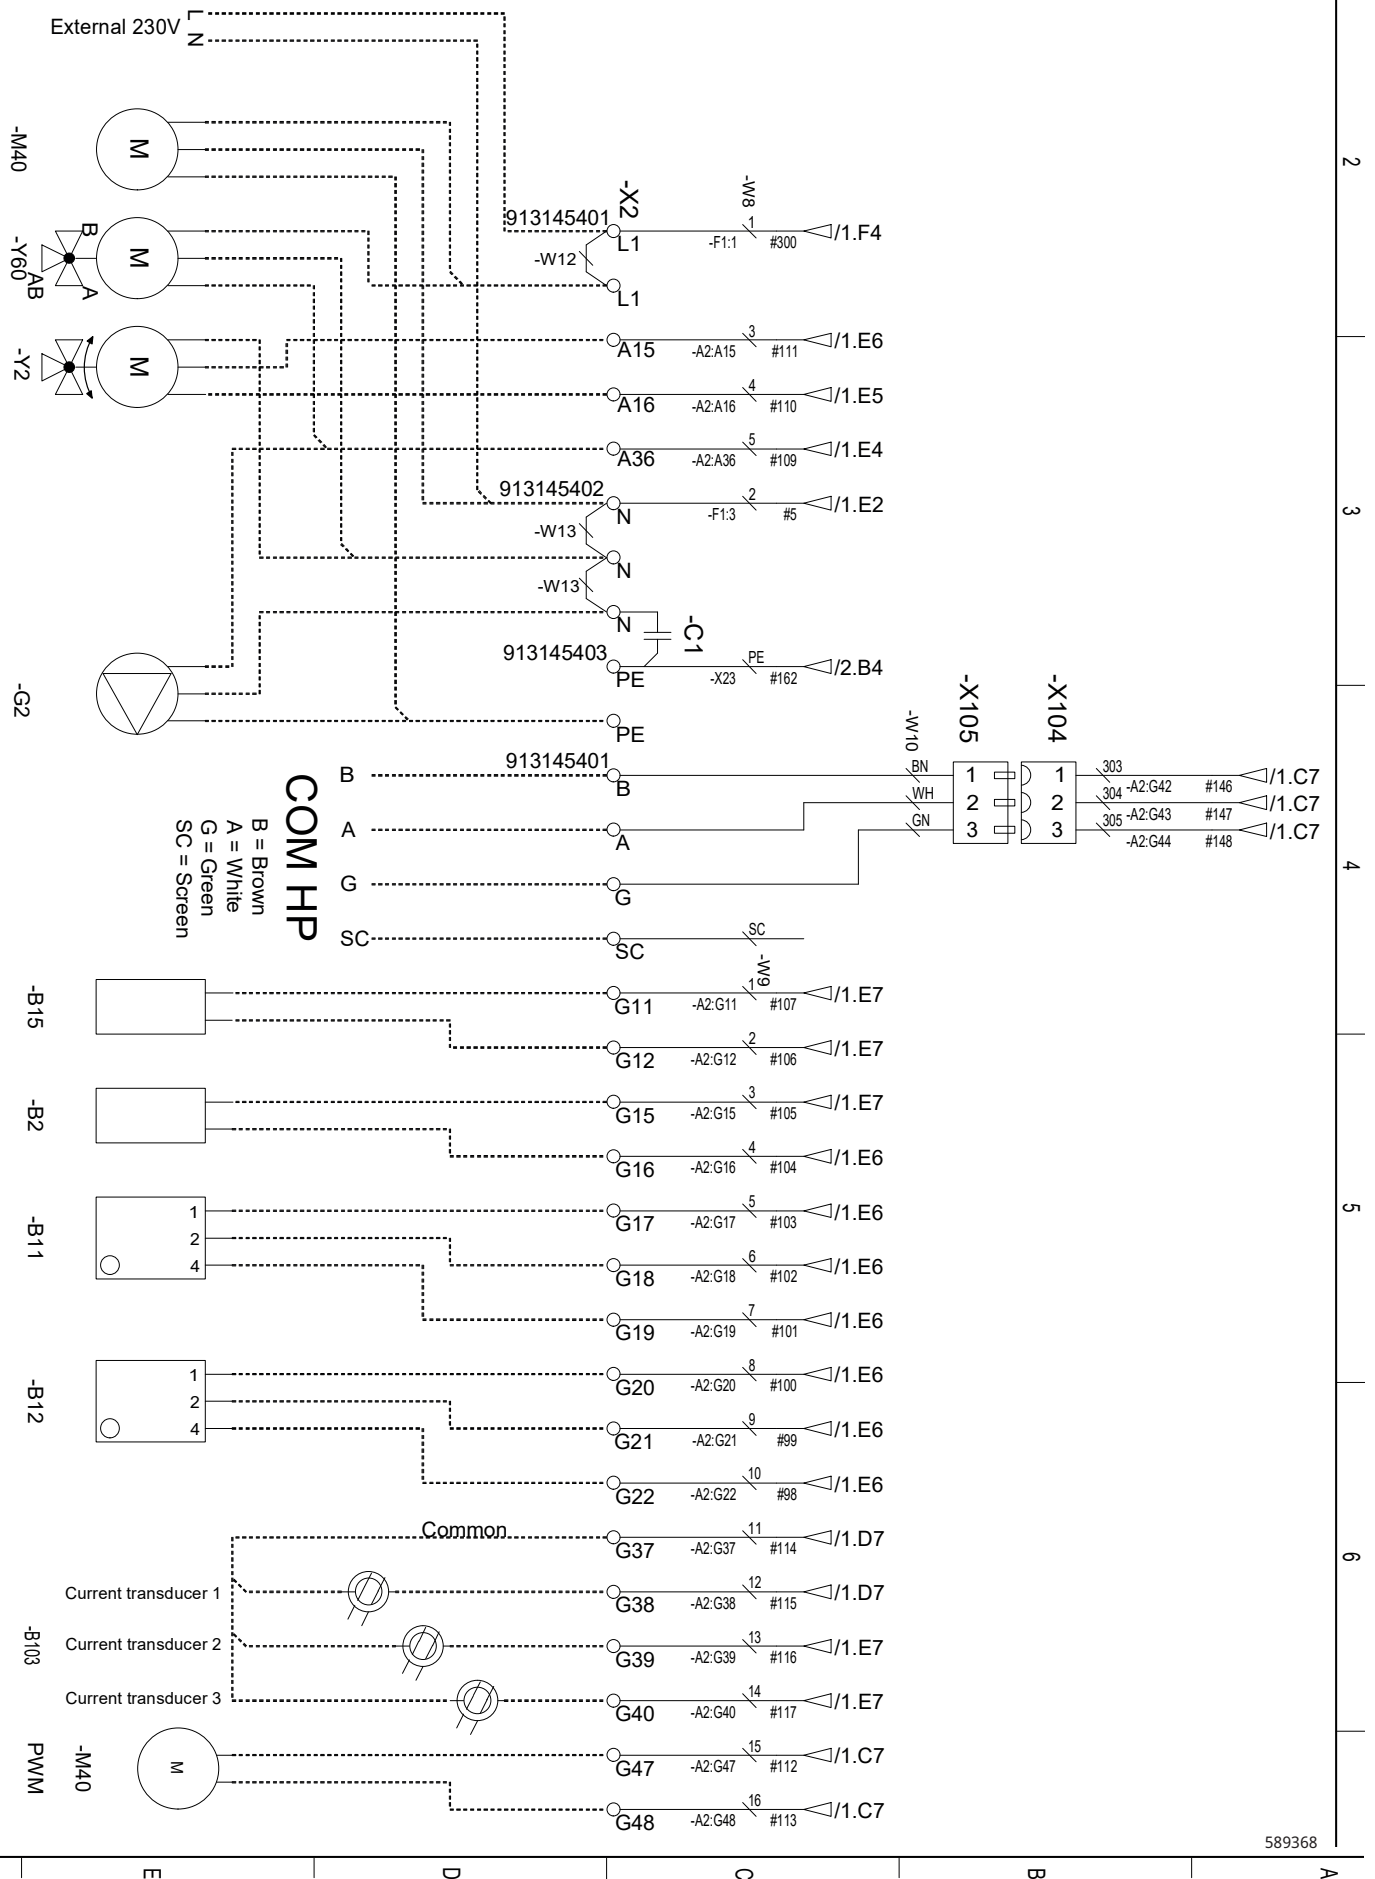 External 230V
L
N
2
-M40
M
-X2
-W8
913145401
L1
-F1:1
1
#300
/1.F4
B
M
-W12
-Y60
AB
A
L1
3
A15
-A2:A15
#111
/1.E6
-Y2
M
4
A16
-A2:A16
#110
/1.E5
5
A36
-A2:A36
#109
/1.E4
913145402
2
N
-F1:3
#5
/1.E2
3
-W13
N
-W13
N
-C1
913145403
PE
PE
-X23
#162
/2.B4
-G2
PE
-X105
-X104
-W10
B
913145401
B
BN
1
1
303
-A2:G42
#146
/1.C7
WH
2
2
304
-A2:G43
#147
/1.C7
A
A
GN
3
3
305
-A2:G44
#148
/1.C7
4
G
G
COM HP
B = Brown
A = White
G = Green
SC = Screen
SC
SC
SC
-W9
-B15
G11
-A2:G11
1
#107
/1.E7
G12
-A2:G12
2
#106
/1.E7
-B2
G15
-A2:G15
3
#105
/1.E7
G16
-A2:G16
4
#104
/1.E6
5
-B11
1
2
4
G17
-A2:G17
5
#103
/1.E6
G18
-A2:G18
6
#102
/1.E6
G19
-A2:G19
7
#101
/1.E6
-B12
1
2
4
G20
-A2:G20
8
#100
/1.E6
G21
-A2:G21
9
#99
/1.E6
G22
-A2:G22
10
#98
/1.E6
Common
G37
-A2:G37
11
#114
/1.D7
6
Current transducer 1
G38
-A2:G38
12
#115
/1.D7
-B103
Current transducer 2
G39
-A2:G39
13
#116
/1.E7
Current transducer 3
G40
-A2:G40
14
#117
/1.E7
PWM
-M40
M
G47
-A2:G47
15
#112
/1.C7
G48
-A2:G48
16
#113
/1.C7
589368
E
D
C
B
A